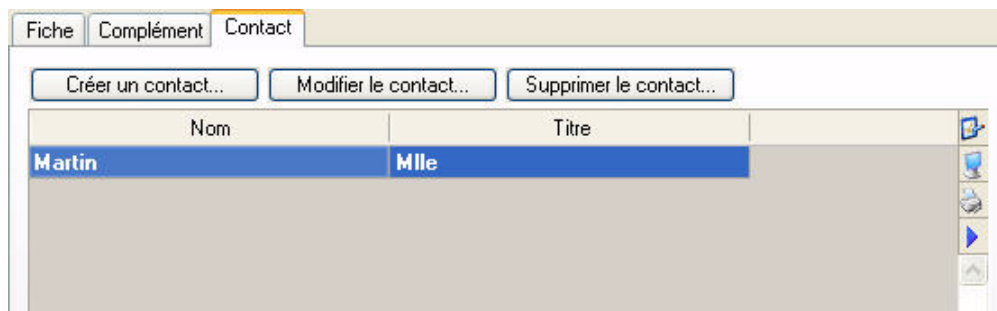 Fiche Complément Contact
Créer un contact... Modifier le contact... Supprimer le contact...
Nom Titre
Martin Mlle